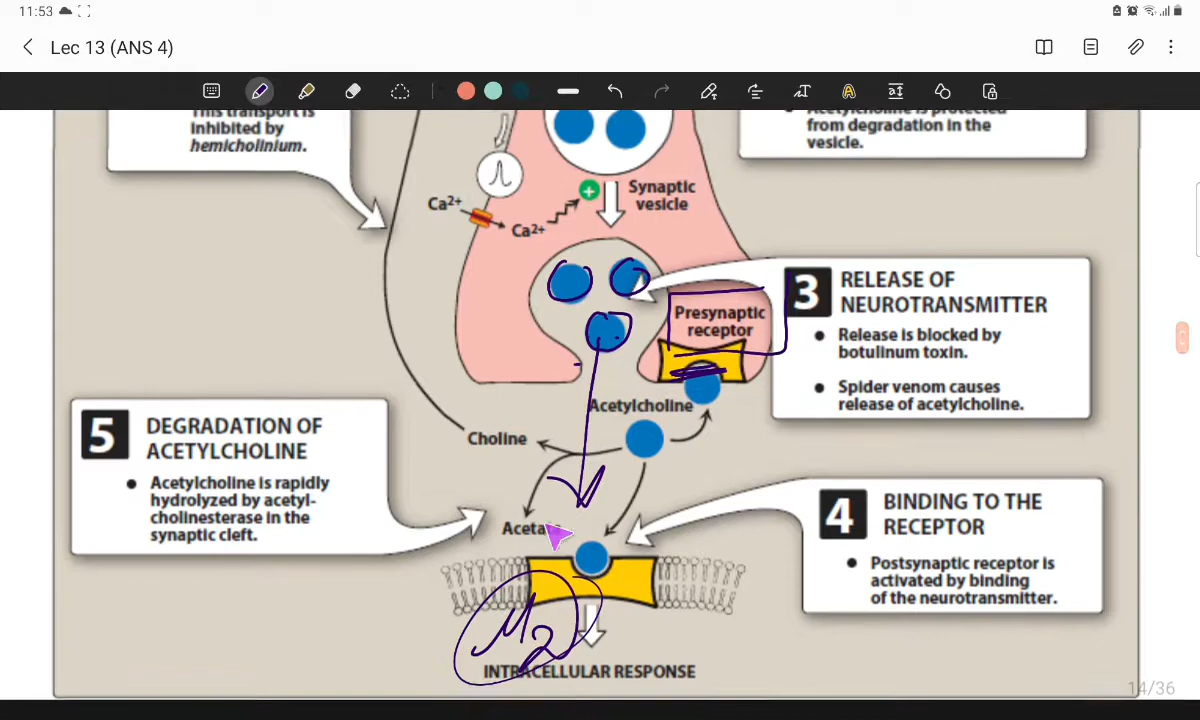 11:53
Lec 13 (ANS 4)
This transport is
inhibited by
hemicholinium.
Acetylcholine is protected
from degradation in the
vesicle.
Ca2+
Ca2+
Synaptic
vesicle
Presynaptic
receptor
3
RELEASE OF
NEUROTRANSMITTER
Release is blocked by
botulinum toxin.
Spider venom causes
release of acetylcholine.
Acetylcholine
Choline
5
DEGRADATION OF
ACETYLCHOLINE
Acetylcholine is rapidly
hydrolyzed by acetyl-
cholinesterase in the
synaptic cleft.
4
BINDING TO THE
RECEPTOR
Postsynaptic receptor is
activated by binding
of the neurotransmitter.
M2
INTRACELLULAR RESPONSE
14/36